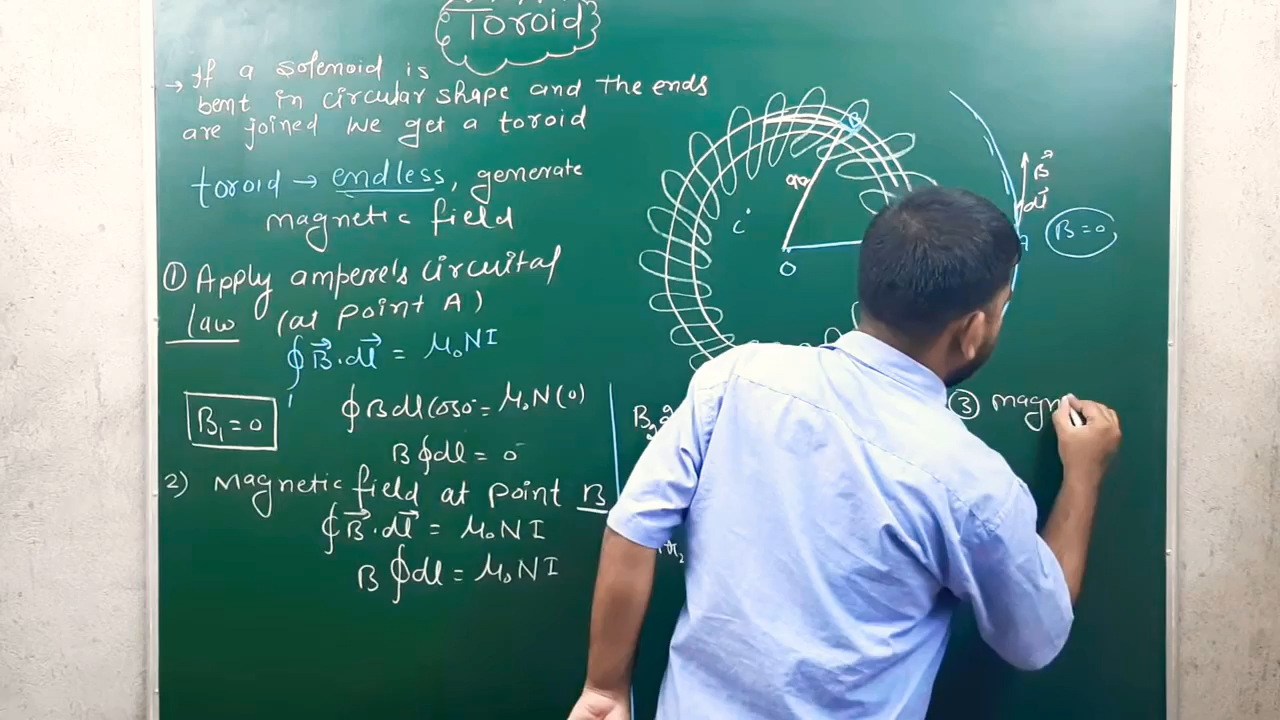 Toroid
→ If a solenoid is
bent in circular shape and the ends
are joined we get a toroid
toroid → endless, generate
magnetic field
① Apply ampere's circuital
law (at point A)
∮B⃗·dl⃗ = μ₀NI
∮Bdl cos0° = μ₀N(0)
B₁=0
B∮dl = 0
2) Magnetic field at point B
∮B⃗·dl⃗ = μ₀NI
B∮dl = μ₀NI
B
C
O
B⃗
dl⃗
A
B=0
B₂
③ magn